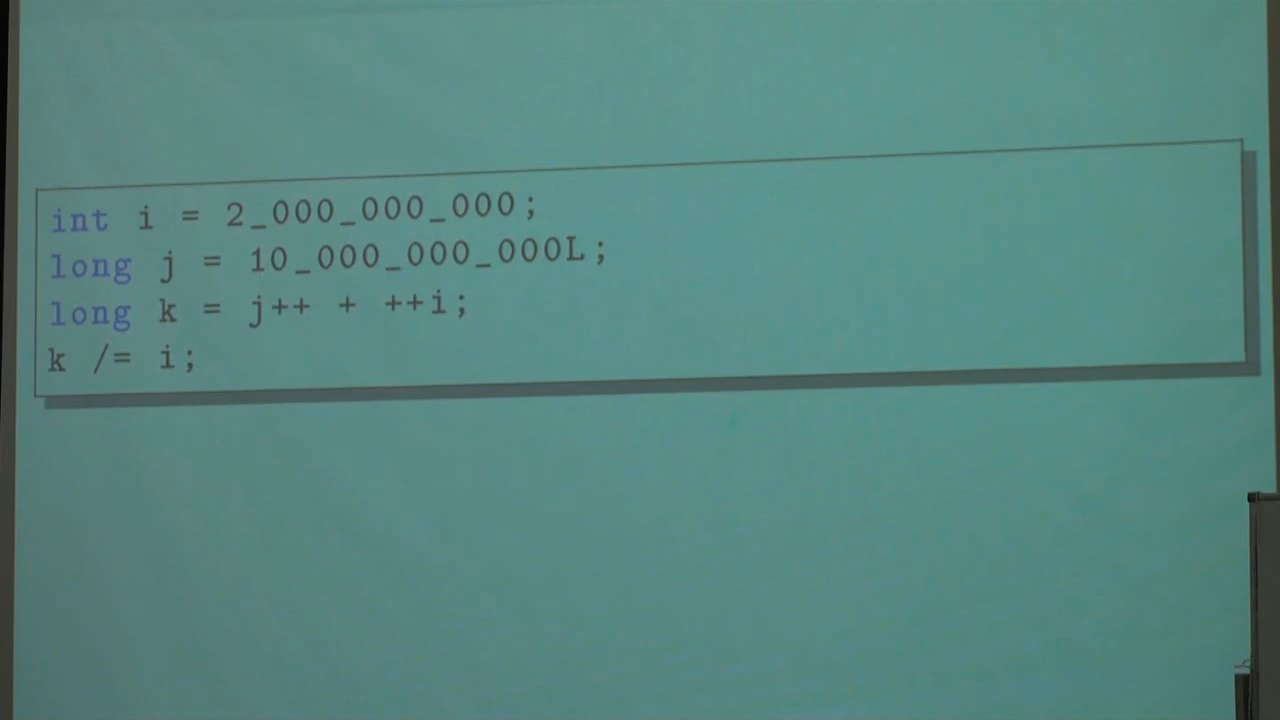 int i = 2_000_000_000;
long j = 10_000_000_000L;
long k = j++ + ++i;
k /= i;